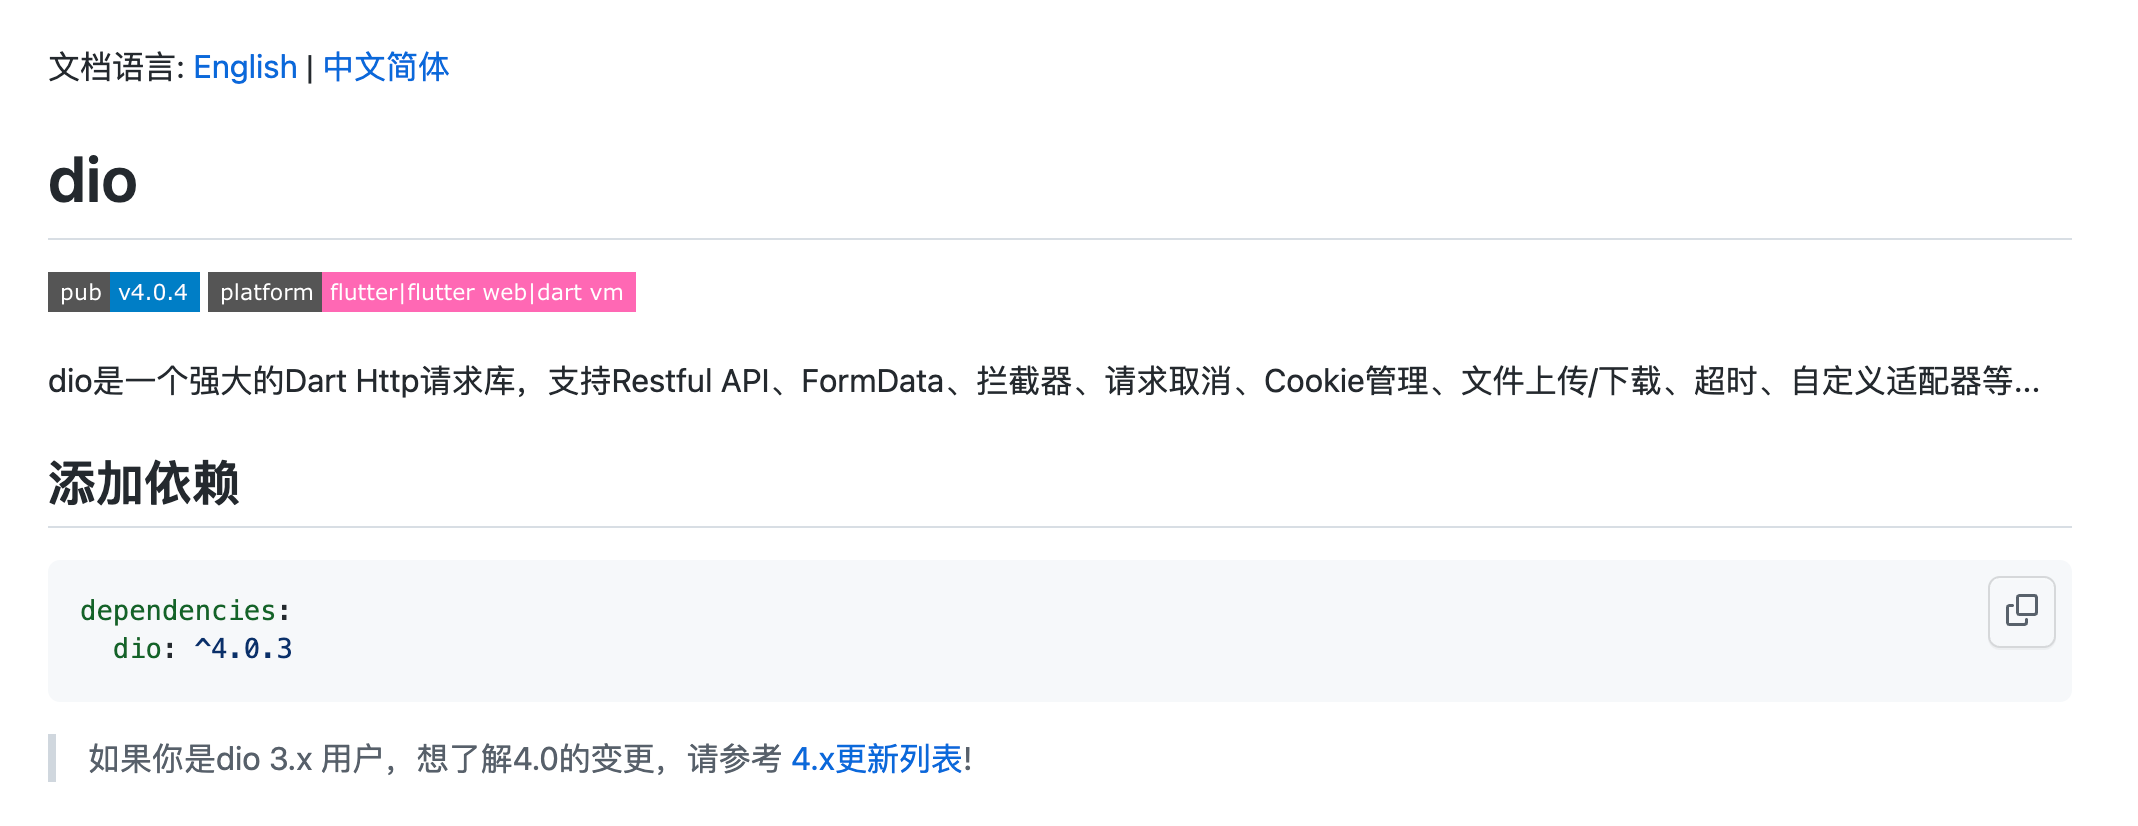 文档语言: English | 中文简体
dio
pub v4.0.4 platform flutter|flutter web|dart vm
dio是一个强大的Dart Http请求库，支持Restful API、FormData、拦截器、请求取消、Cookie管理、文件上传/下载、超时、自定义适配器等...
添加依赖
dependencies:
  dio: ^4.0.3
如果你是dio 3.x 用户，想了解4.0的变更，请参考 4.x更新列表!